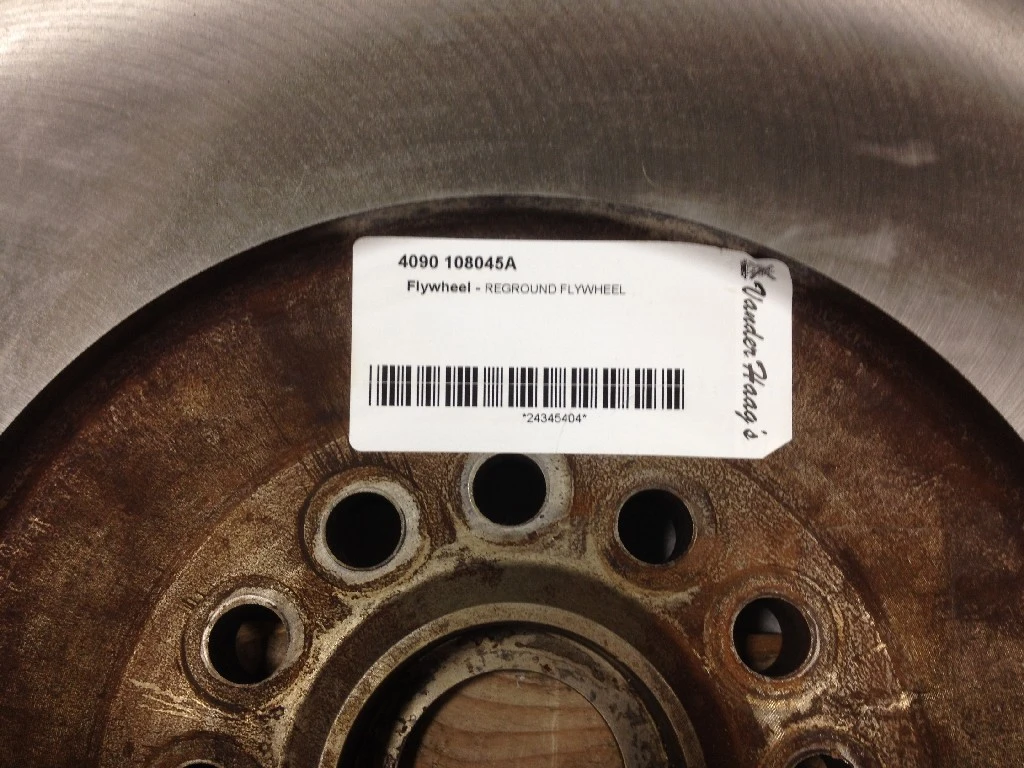 4090 108045A
Flywheel - REGROUND FLYWHEEL
*24345404*
Vander Haag's